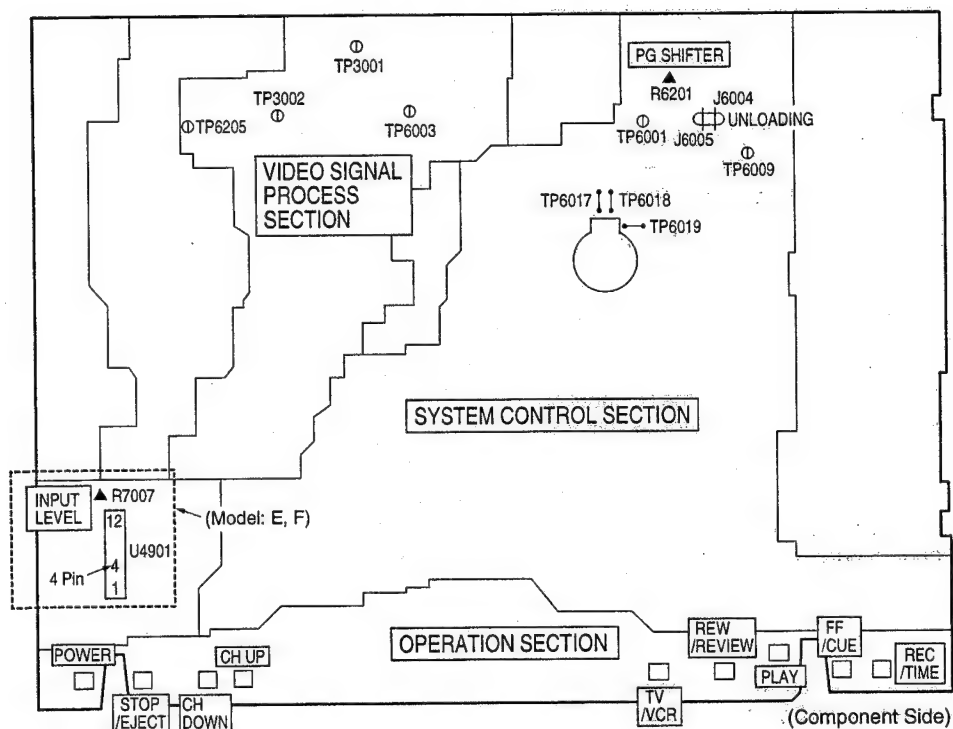 PG SHIFTER
TP3001
R6201
J6004
TP3002
UNLOADING
TP6205
TP6003
TP6001
J6005
TP6009
VIDEO SIGNAL
PROCESS
SECTION
TP6017
TP6018
TP6019
SYSTEM CONTROL SECTION
INPUT
LEVEL
R7007
(Model: E, F)
12
U4901
4 Pin
4
1
OPERATION SECTION
POWER
CH UP
REW
/REVIEW
FF
/CUE
PLAY
REC
/TIME
STOP
/EJECT
CH
DOWN
TV
/VCR
(Component Side)